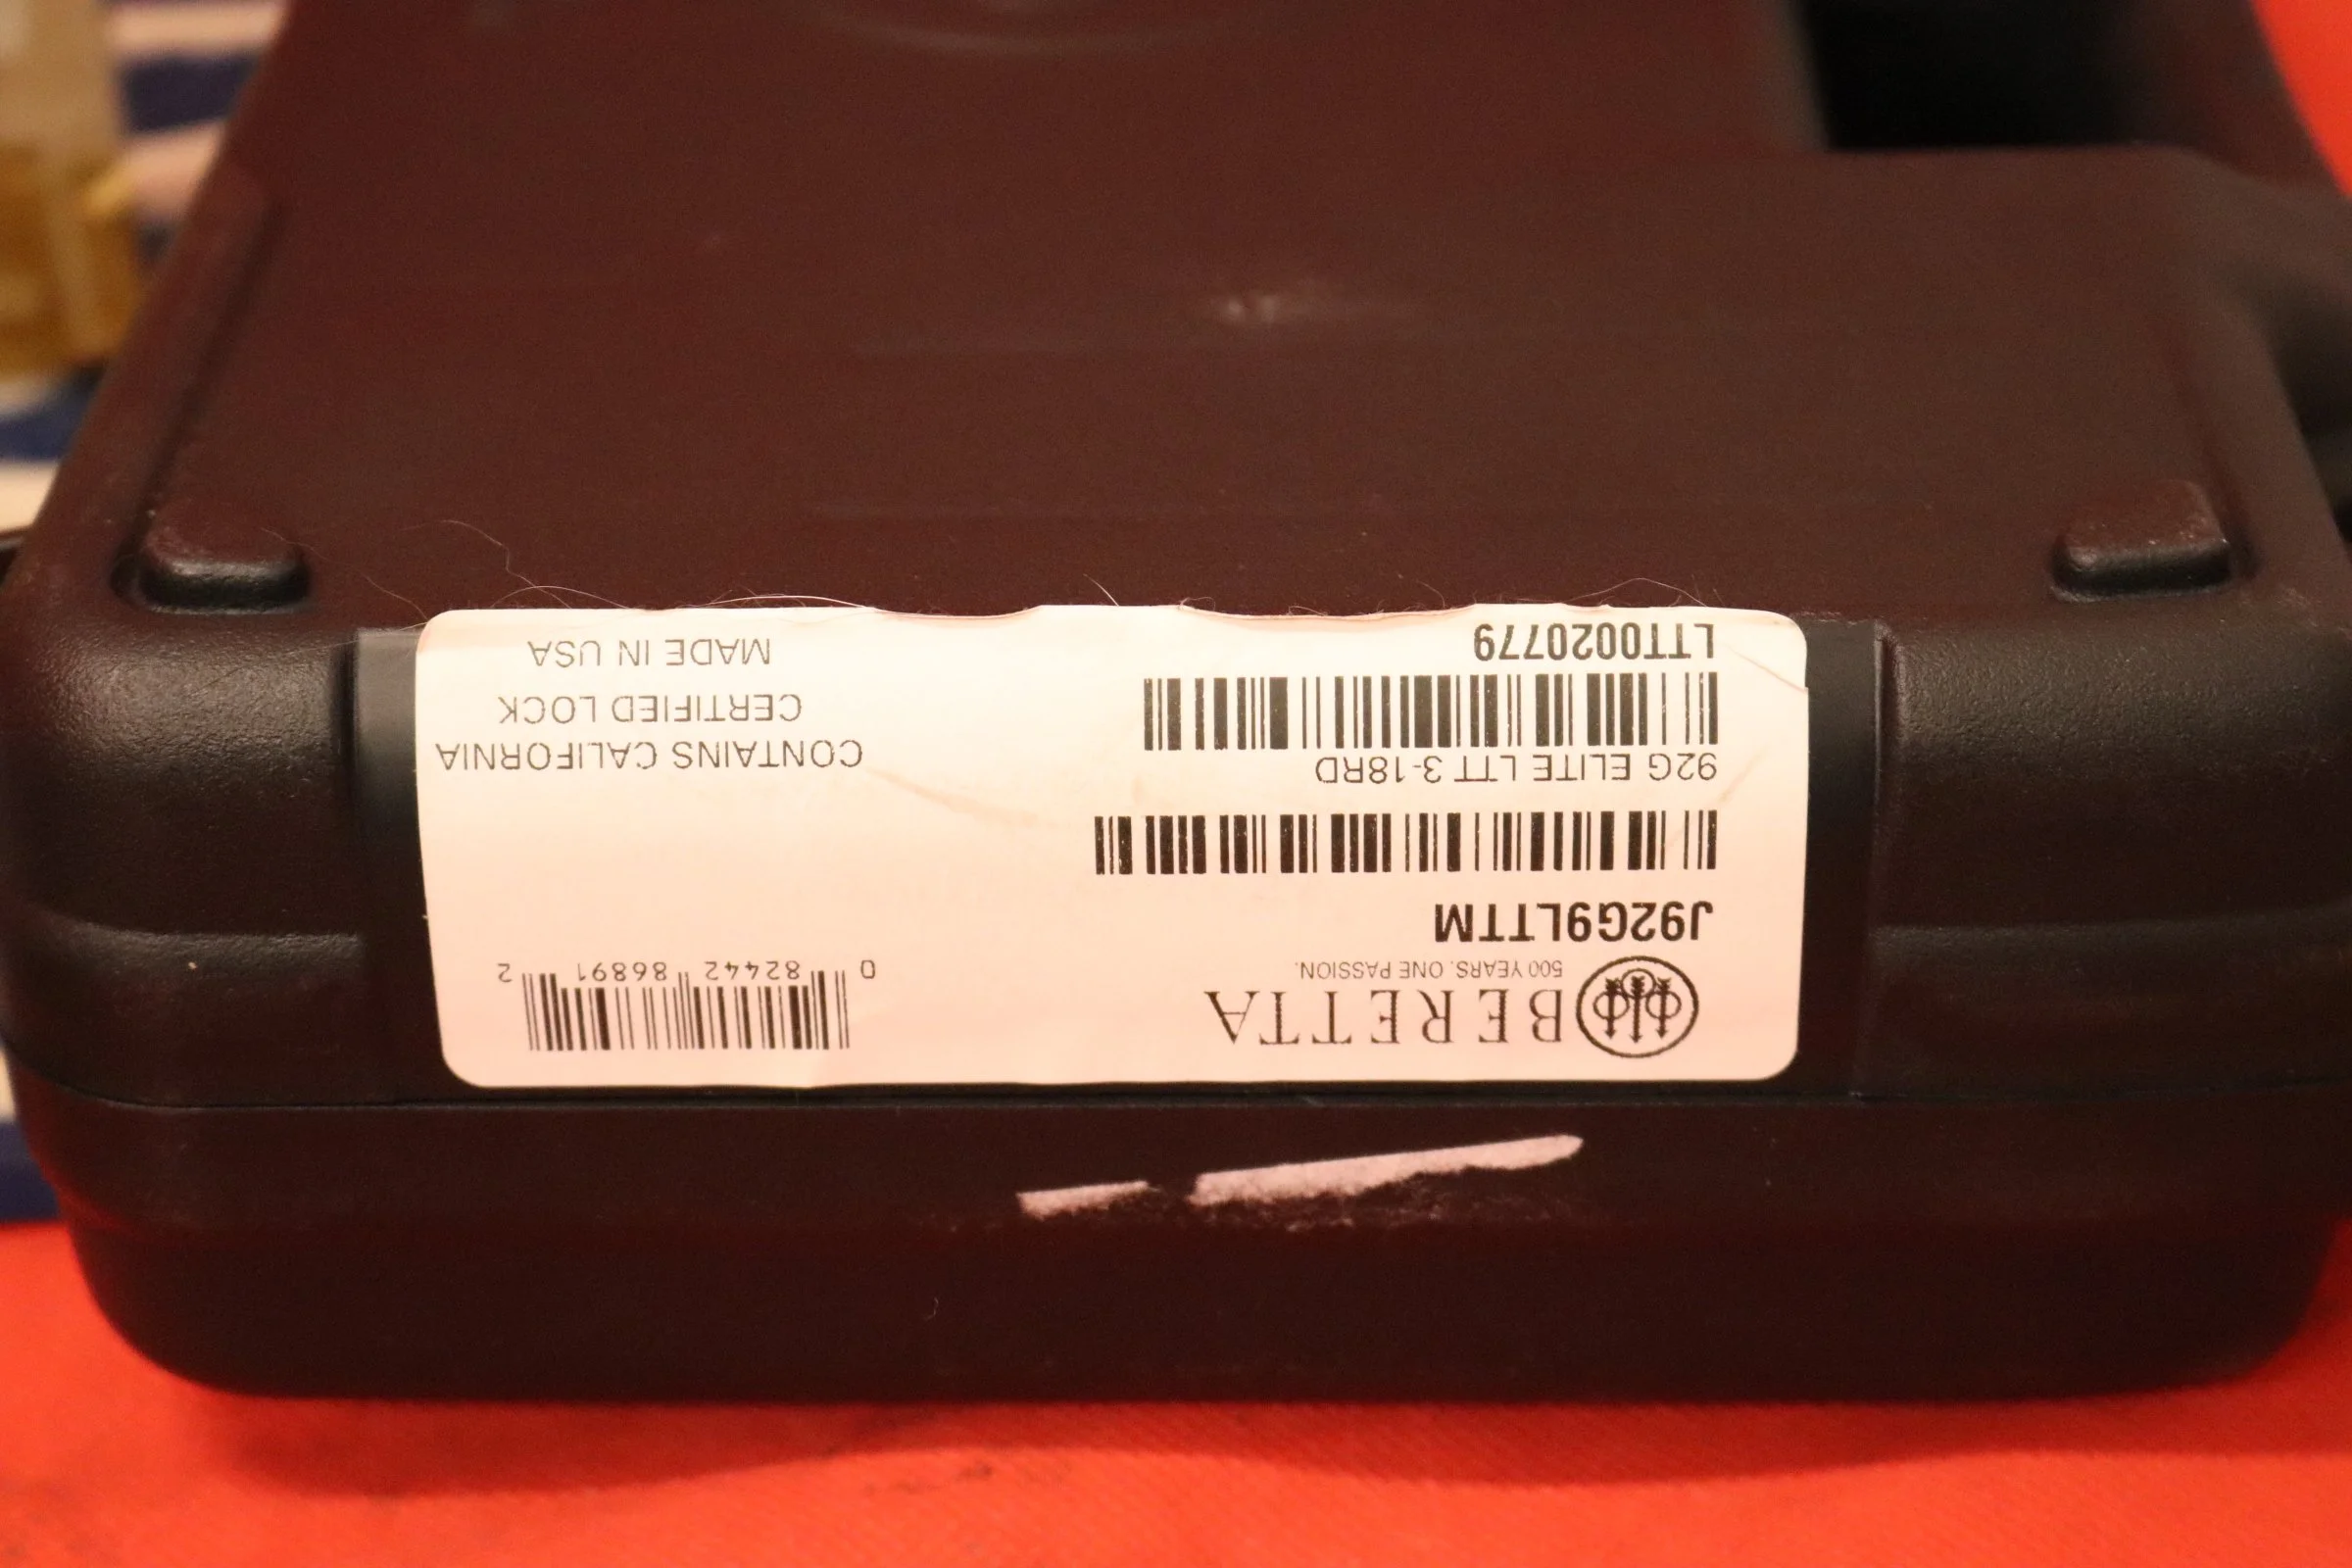 BERETTA
500 YEARS. ONE PASSION.
J92G9LTTM
92G ELITE LTT 3-18RD
LTT0020779
0 82442 86891 2
CONTAINS CALIFORNIA
CERTIFIED LOCK
MADE IN USA